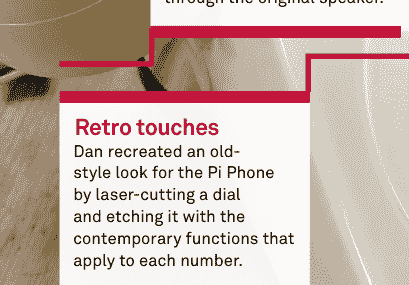 through the original speaker.
Retro touches
Dan recreated an old-
style look for the Pi Phone
by laser-cutting a dial
and etching it with the
contemporary functions that
apply to each number.